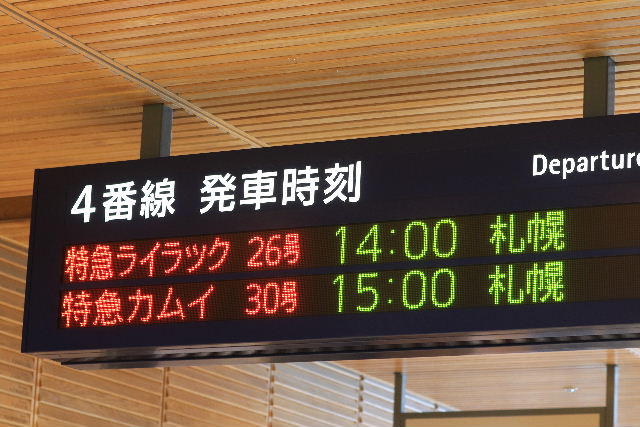 4番線 発車時刻 Departure
特急ライラック 26号 14:00 札幌
特急カムイ 30号 15:00 札幌